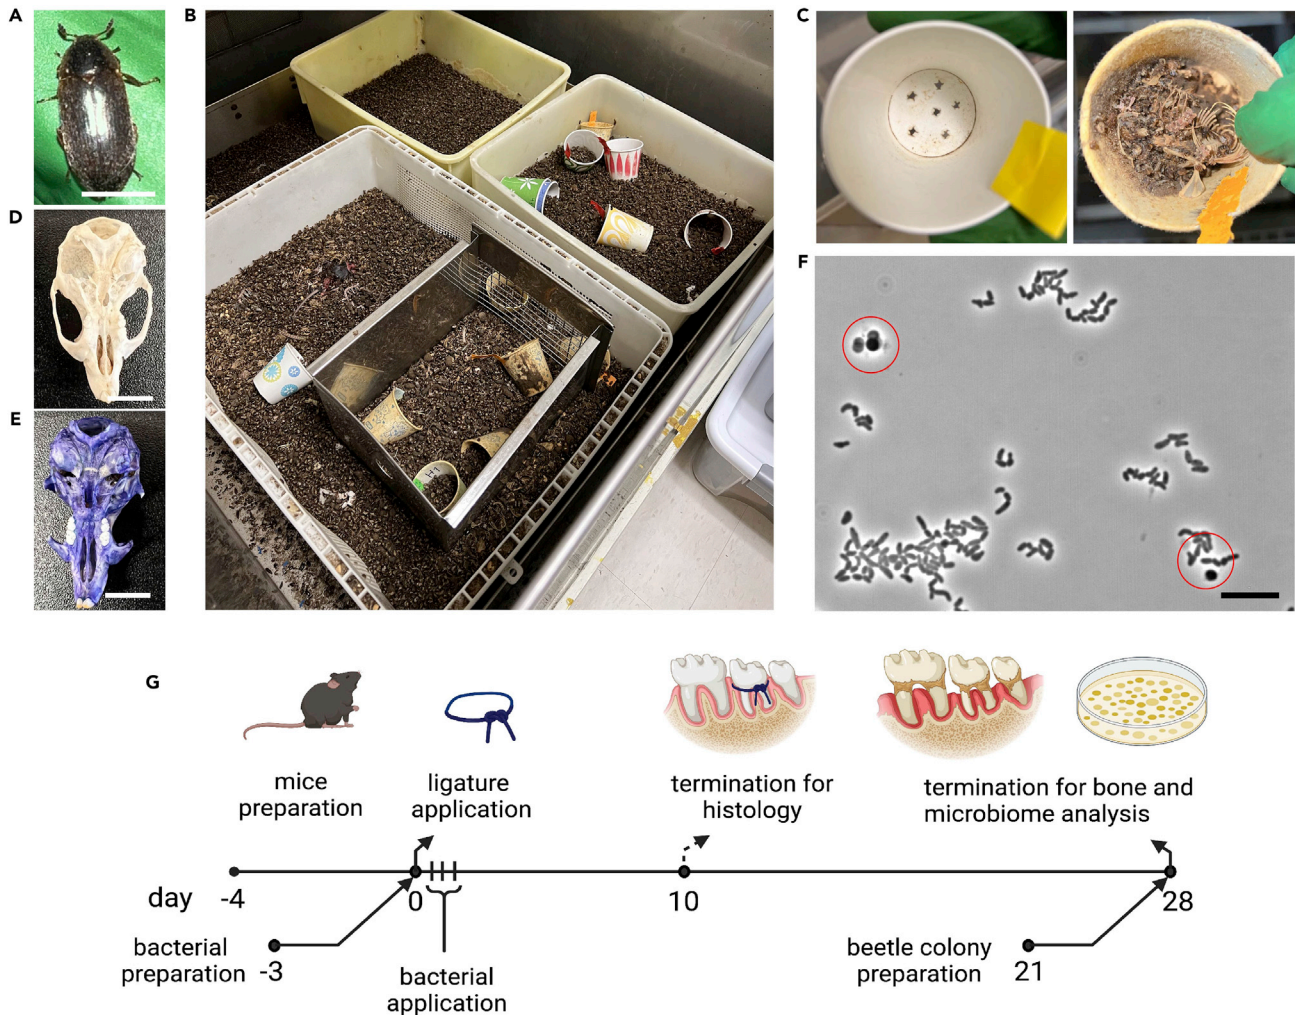 A
B
C
D
E
F
H1
G
mice
preparation
ligature
application
termination for
histology
termination for bone and
microbiome analysis
day
-4
0
10
28
bacterial
preparation
-3
bacterial
application
beetle colony
preparation
21